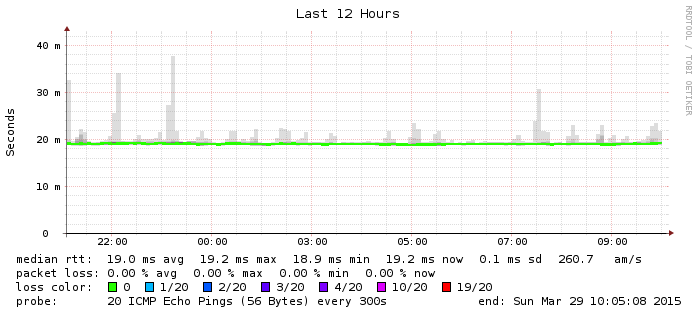 Last 12 Hours
RRDTOOL / TOBI OETIKER
Seconds
40 m
30 m
20 m
10 m
0
22:00 00:00 03:00 05:00 07:00 09:00
median rtt: 19.0 ms avg 19.2 ms max 18.9 ms min 19.2 ms now 0.1 ms sd 260.7 am/s
packet loss: 0.00 % avg 0.00 % max 0.00 % min 0.00 % now
loss color: 0 1/20 2/20 3/20 4/20 10/20 19/20
probe: 20 ICMP Echo Pings (56 Bytes) every 300s end: Sun Mar 29 10:05:08 2015